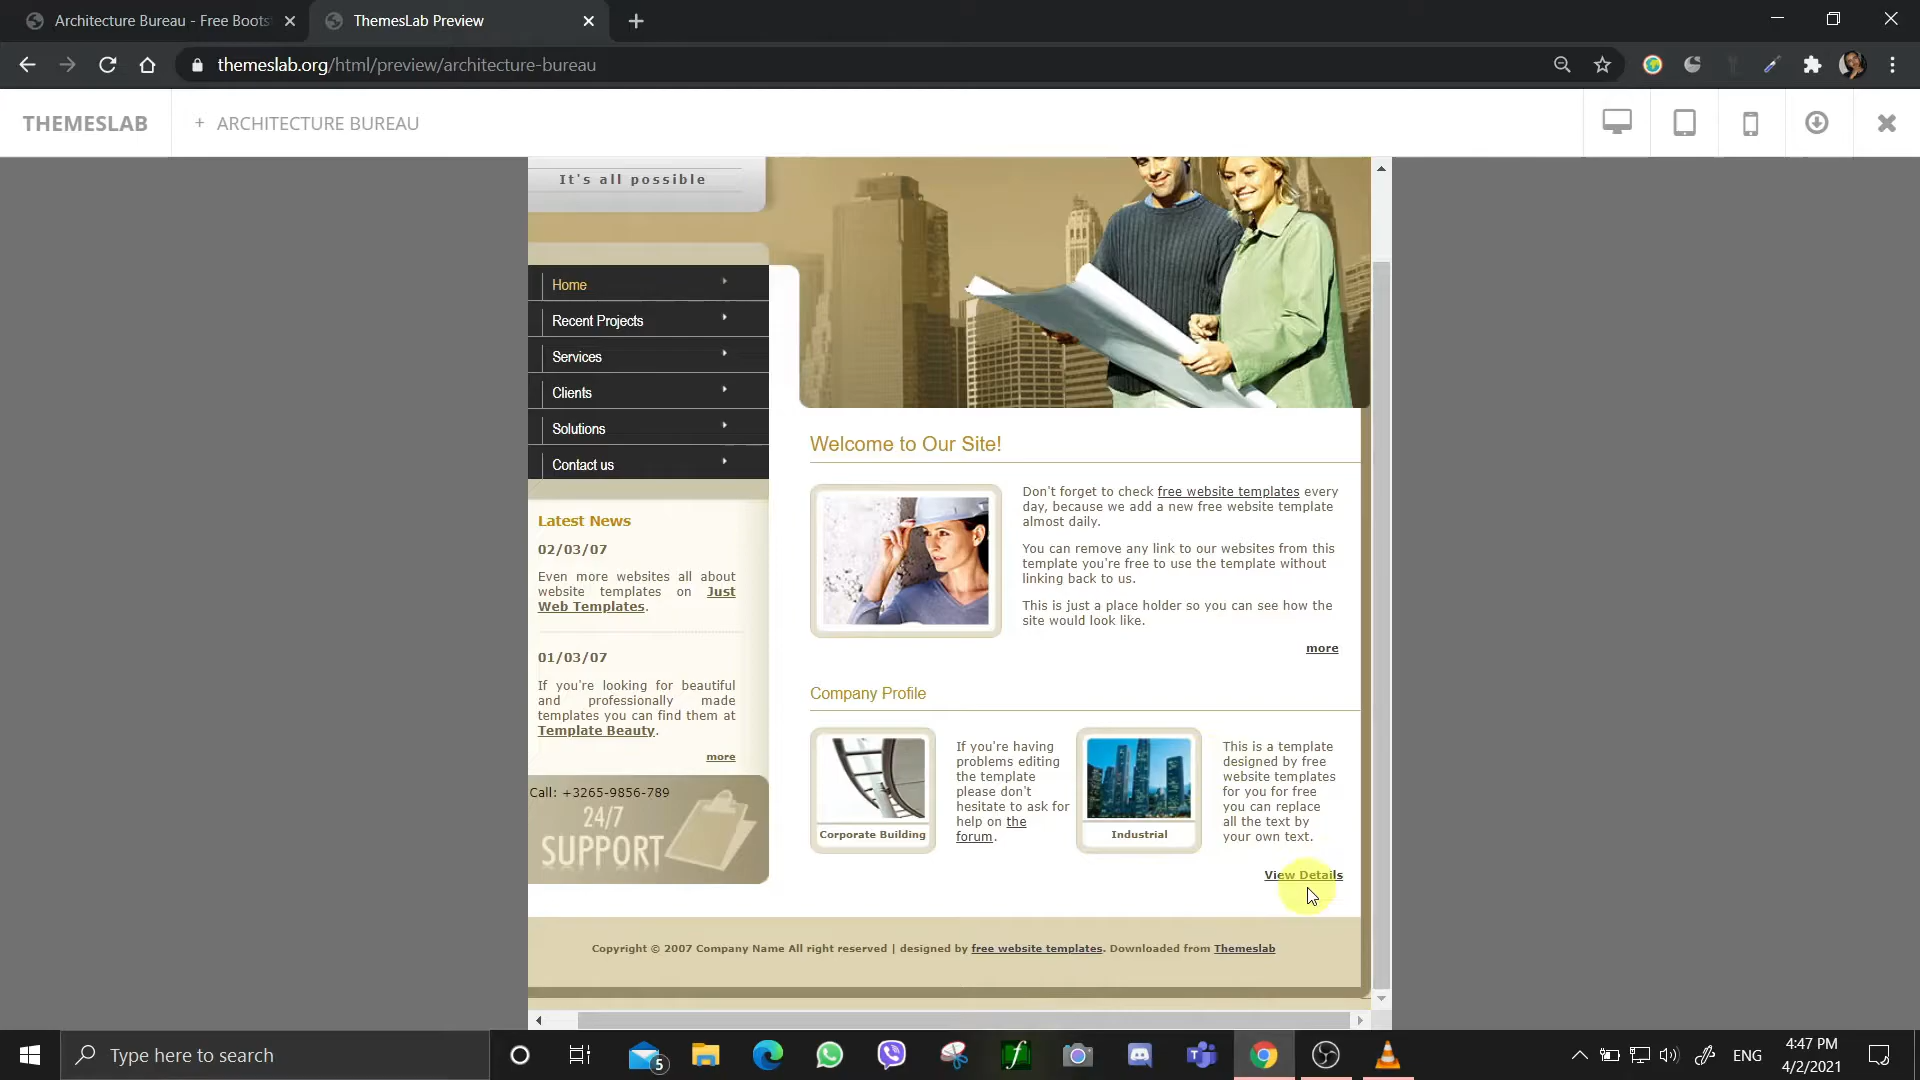 Architecture Bureau - Free Boots
ThemesLab Preview
themeslab.org/html/preview/architecture-bureau
THEMESLAB
+ ARCHITECTURE BUREAU
It's all possible
Home
Recent Projects
Services
Clients
Solutions
Contact us
Latest News
02/03/07
Even more websites all about
website templates on Just
Web Templates.
01/03/07
If you're looking for beautiful
and professionally made
templates you can find them at
Template Beauty.
more
Call: +3265-9856-789
24/7
SUPPORT
Welcome to Our Site!
Don't forget to check free website templates every
day, because we add a new free website template
almost daily.
You can remove any link to our websites from this
template you're free to use the template without
linking back to us.
This is just a place holder so you can see how the
site would look like.
more
Company Profile
Corporate Building
If you're having
problems editing
the template
please don't
hesitate to ask for
help on the
forum.
Industrial
This is a template
designed by free
website templates
for you for free
you can replace
all the text by
your own text.
View Details
Copyright © 2007 Company Name All right reserved | designed by free website templates. Downloaded from Themeslab
Type here to search
5
ENG
4:47 PM
4/2/2021